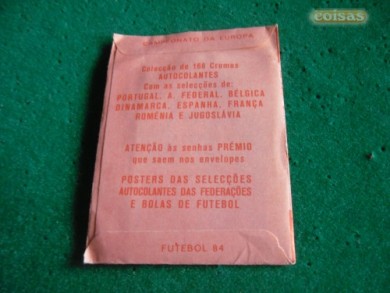 coisas
CAMPEONATO DA EUROPA
Colecção de 168 Cromos
AUTOCOLANTES
Com as selecções de:
PORTUGAL, A. FEDERAL, BÉLGICA
DINAMARCA, ESPANHA, FRANÇA
ROMÉNIA E JUGOSLÁVIA
ATENÇÃO às senhas PRÉMIO
que saem nos envelopes
POSTERS DAS SELECÇÕES
AUTOCOLANTES DAS FEDERAÇÕES
E BOLAS DE FUTEBOL
FUTEBOL 84